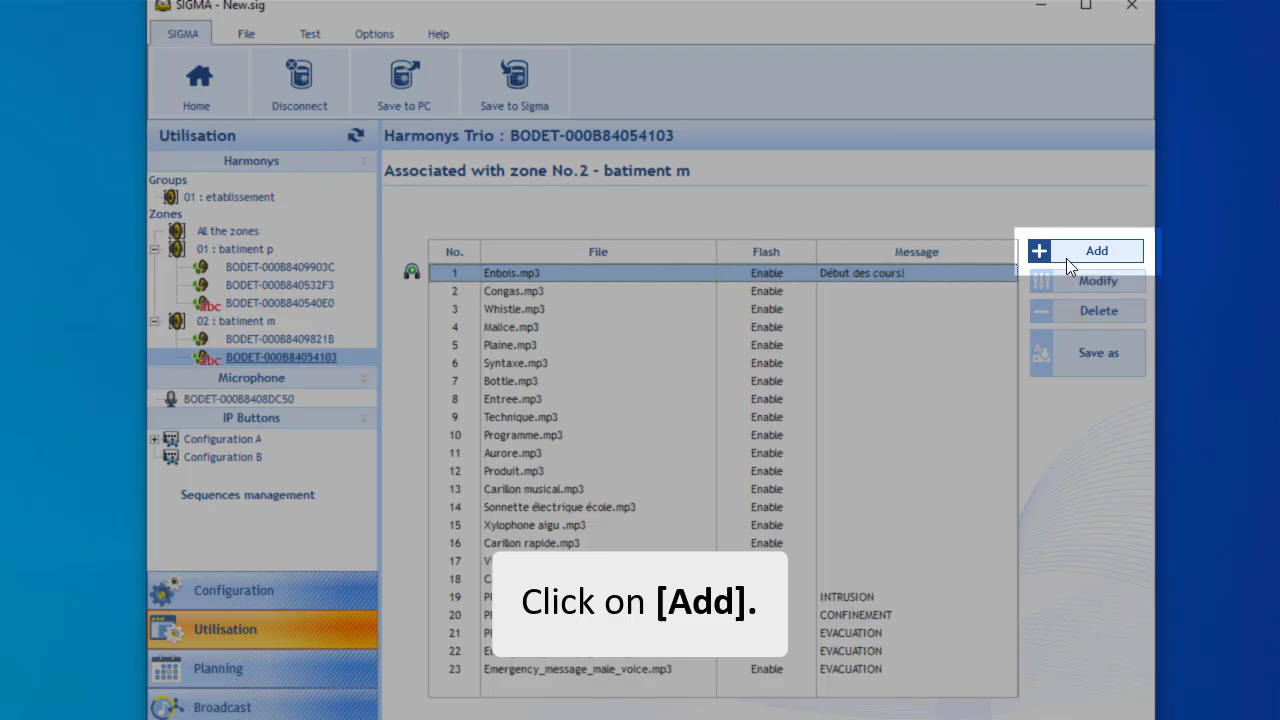 SIGMA - New.sig
SIGMA File Test Options Help
Home Disconnect Save to PC Save to Sigma
Utilisation
Harmonys
Groups
01 : etablissement
Zones
All the zones
01 : batiment p
BODET-000B8409903C
BODET-000B840532F3
abc BODET-000B840540E0
02 : batiment m
BODET-000B8409821B
abc BODET-000B84054103
Microphone
BODET-000B8408DC50
IP Buttons
Configuration A
Configuration B
Sequences management
Configuration
Utilisation
Planning
Broadcast
Harmonys Trio : BODET-000B84054103
Associated with zone No.2 - batiment m
No. File Flash Message
1 Enbois.mp3 Enable Début des cours!
2 Congas.mp3 Enable
3 Whistle.mp3 Enable
4 Malice.mp3 Enable
5 Plaine.mp3 Enable
6 Syntaxe.mp3 Enable
7 Bottle.mp3 Enable
8 Entree.mp3 Enable
9 Technique.mp3 Enable
10 Programme.mp3 Enable
11 Aurore.mp3 Enable
12 Produit.mp3 Enable
13 Carillon musical.mp3 Enable
14 Sonnette électrique école.mp3 Enable
15 Xylophone aigu .mp3 Enable
16 Carillon rapide.mp3 Enable
17
18
19 INTRUSION
20 CONFINEMENT
21 EVACUATION
22 EVACUATION
23 Emergency_message_male_voice.mp3 Enable EVACUATION
Add
Modify
Delete
Save as
Click on [Add].